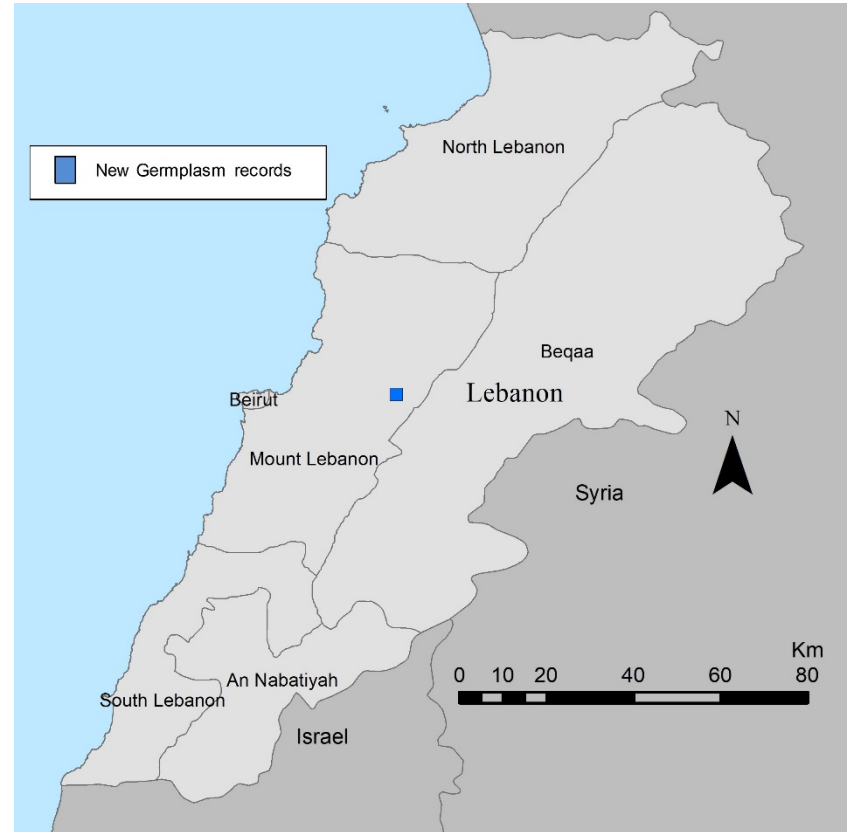 North Lebanon
New Germplasm records
Beqaa
Lebanon
Beirut
N
Mount Lebanon
Syria
Km
0 10 20 40 60 80
An Nabatiyah
South Lebanon
Israel